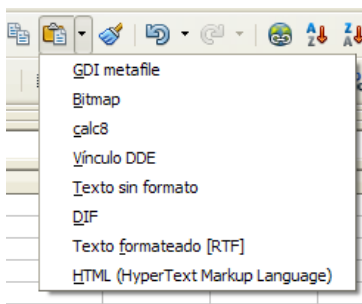 GDI metafile
Bitmap
calc8
Vínculo DDE
Texto sin formato
DIF
Texto formateado [RTF]
HTML (HyperText Markup Language)